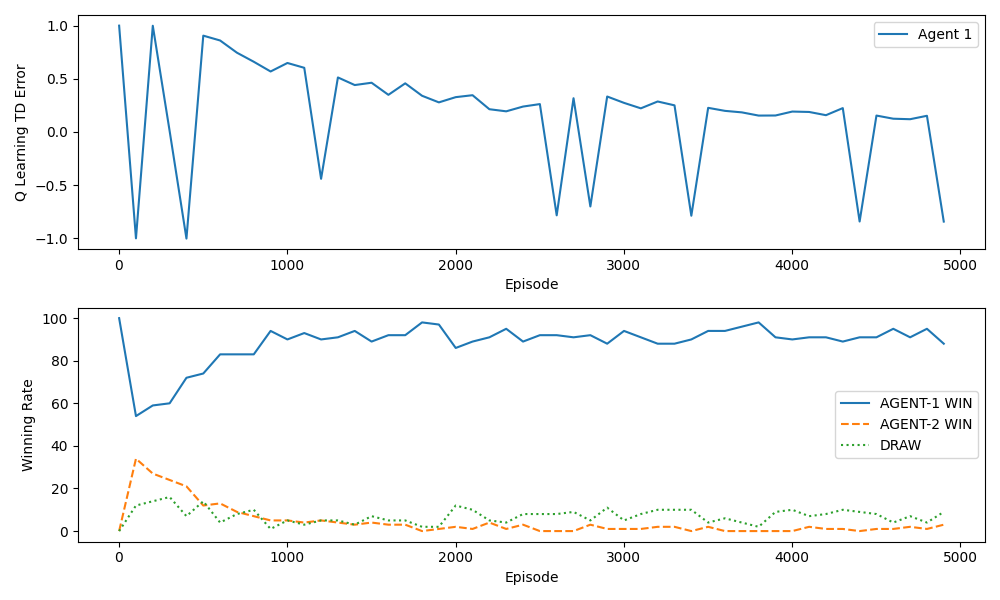 Q Learning TD Error
1.0
0.5
0.0
−0.5
−1.0
Agent 1
0 1000 2000 3000 4000 5000
Episode
Winning Rate
100
80
60
40
20
0
AGENT-1 WIN
AGENT-2 WIN
DRAW
0 1000 2000 3000 4000 5000
Episode